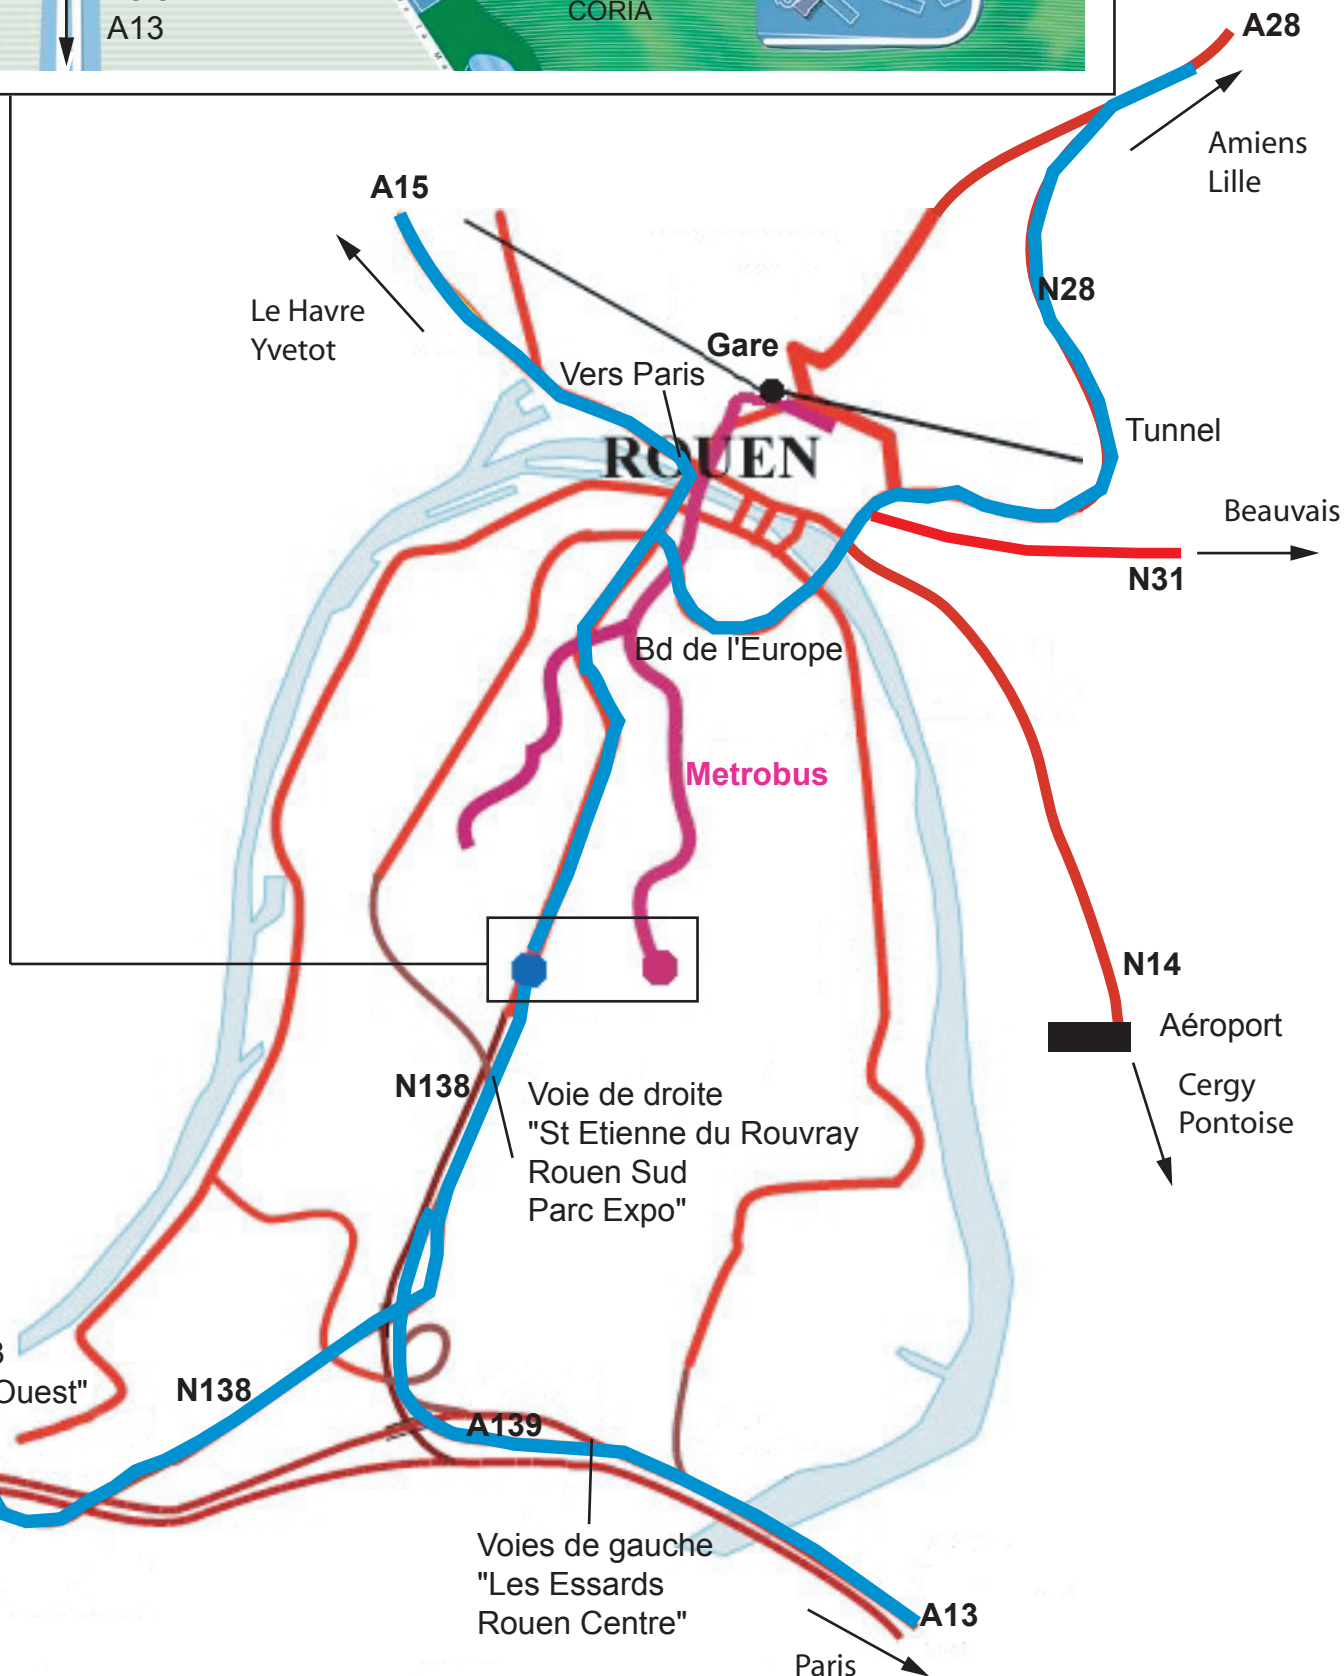 CORIA
A13
A28
Amiens
Lille
A15
N28
Le Havre
Yvetot
Gare
Vers Paris
Tunnel
ROUEN
Beauvais
N31
Bd de l'Europe
Metrobus
N14
Aéroport
N138
Voie de droite
"St Etienne du Rouvray
Rouen Sud
Parc Expo"
Cergy
Pontoise
Ouest"
N138
A139
Voies de gauche
"Les Essards
Rouen Centre"
A13
Paris